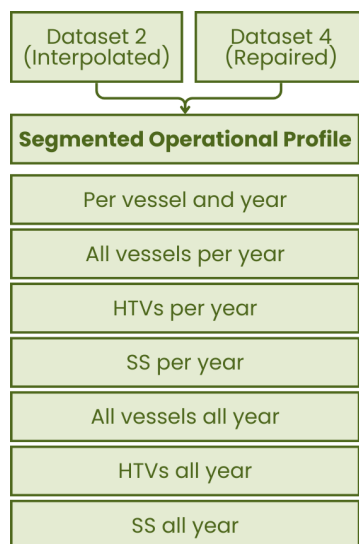 Dataset 2
(Interpolated)
Dataset 4
(Repaired)
Segmented Operational Profile
Per vessel and year
All vessels per year
HTVs per year
SS per year
All vessels all year
HTVs all year
SS all year